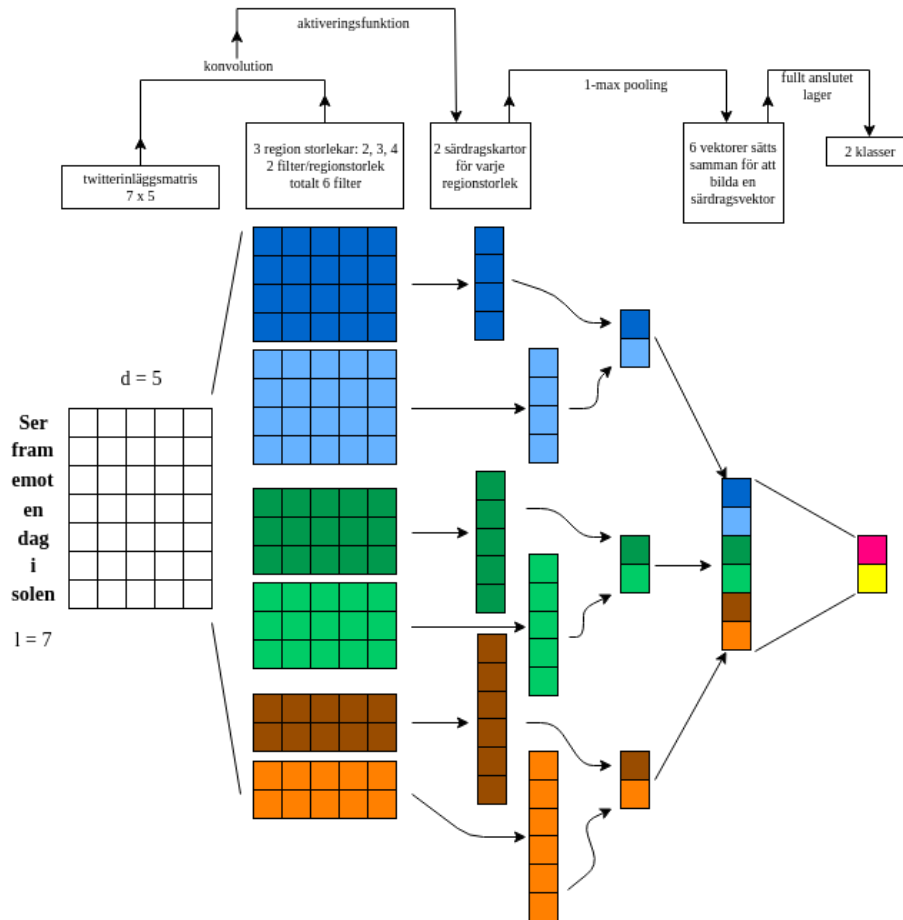 aktiveringsfunktion
konvolution
1-max pooling
fullt anslutet
lager
twitterinläggsmatris
7 x 5
3 region storlekar: 2, 3, 4
2 filter/regionstorlek
totalt 6 filter
2 särdragskartor
för varje
regionstorlek
6 vektorer sätts
samman för att
bilda en
särdragsvektor
2 klasser
d = 5
Ser
fram
emot
en
dag
i
solen
l = 7